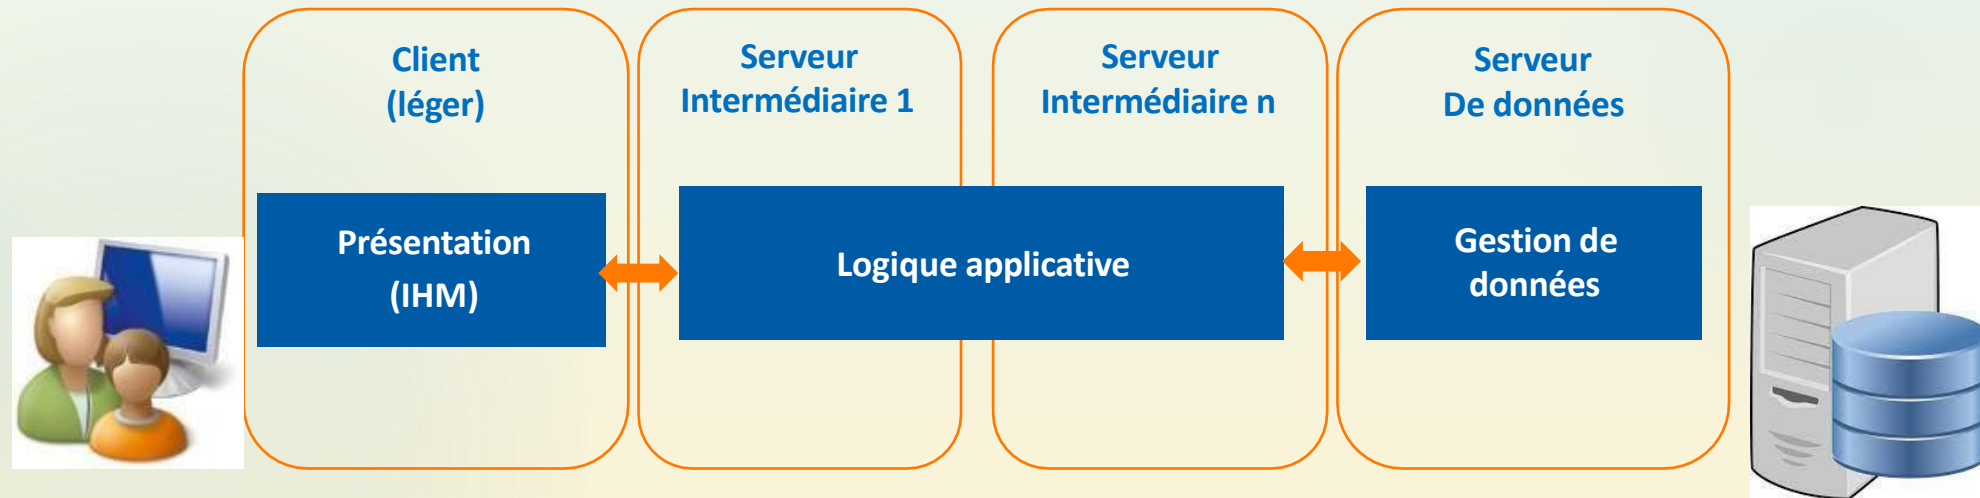 Client
(léger)
Serveur
Intermédiaire 1
Serveur
Intermédiaire n
Serveur
De données
Présentation
(IHM)
Logique applicative
Gestion de
données